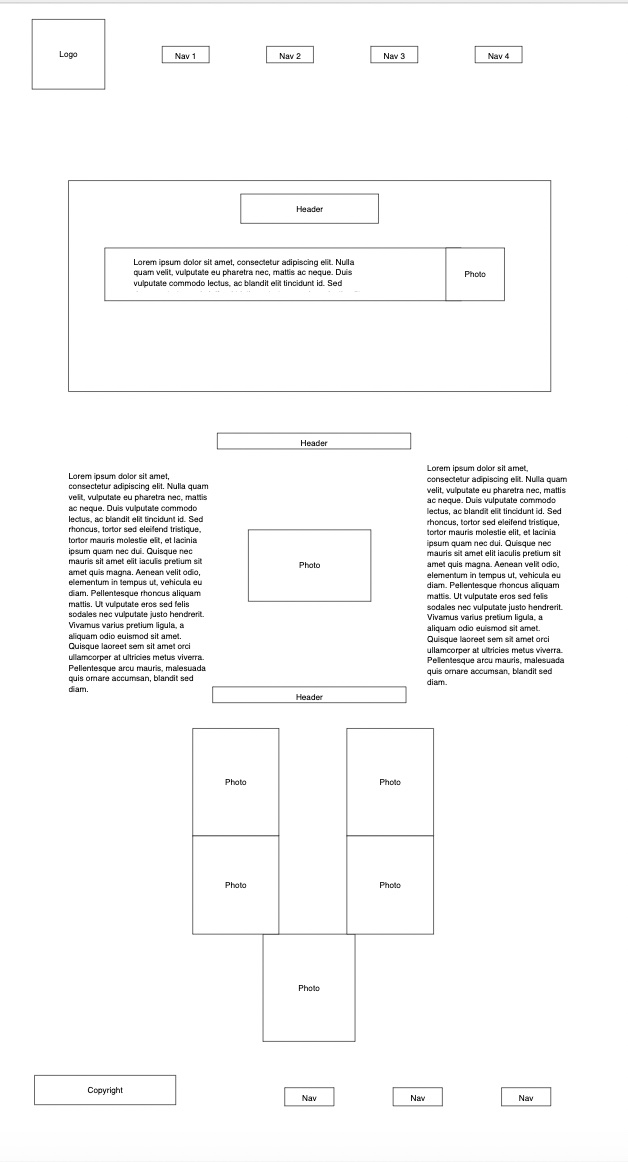 Logo
Nav 1
Nav 2
Nav 3
Nav 4
Header
Lorem ipsum dolor sit amet, consectetur adipiscing elit. Nulla
quam velit, vulputate eu pharetra nec, mattis ac neque. Duis
vulputate commodo lectus, ac blandit elit tincidunt id. Sed
Photo
Header
Lorem ipsum dolor sit amet,
consectetur adipiscing elit. Nulla quam
velit, vulputate eu pharetra nec, mattis
ac neque. Duis vulputate commodo
lectus, ac blandit elit tincidunt id. Sed
rhoncus, tortor sed eleifend tristique,
tortor mauris molestie elit, et lacinia
ipsum quam nec dui. Quisque nec
mauris sit amet elit iaculis pretium sit
amet quis magna. Aenean velit odio,
elementum in tempus ut, vehicula eu
diam. Pellentesque rhoncus aliquam
mattis. Ut vulputate eros sed felis
sodales nec vulputate justo hendrerit.
Vivamus varius pretium ligula, a
aliquam odio euismod sit amet.
Quisque laoreet sem sit amet orci
ullamcorper at ultricies metus viverra.
Pellentesque arcu mauris, malesuada
quis ornare accumsan, blandit sed
diam.
Photo
Lorem ipsum dolor sit amet,
consectetur adipiscing elit. Nulla quam
velit, vulputate eu pharetra nec, mattis
ac neque. Duis vulputate commodo
lectus, ac blandit elit tincidunt id. Sed
rhoncus, tortor sed eleifend tristique,
tortor mauris molestie elit, et lacinia
ipsum quam nec dui. Quisque nec
mauris sit amet elit iaculis pretium sit
amet quis magna. Aenean velit odio,
elementum in tempus ut, vehicula eu
diam. Pellentesque rhoncus aliquam
mattis. Ut vulputate eros sed felis
sodales nec vulputate justo hendrerit.
Vivamus varius pretium ligula, a
aliquam odio euismod sit amet.
Quisque laoreet sem sit amet orci
ullamcorper at ultricies metus viverra.
Pellentesque arcu mauris, malesuada
quis ornare accumsan, blandit sed
diam.
Header
Photo
Photo
Photo
Photo
Photo
Copyright
Nav
Nav
Nav